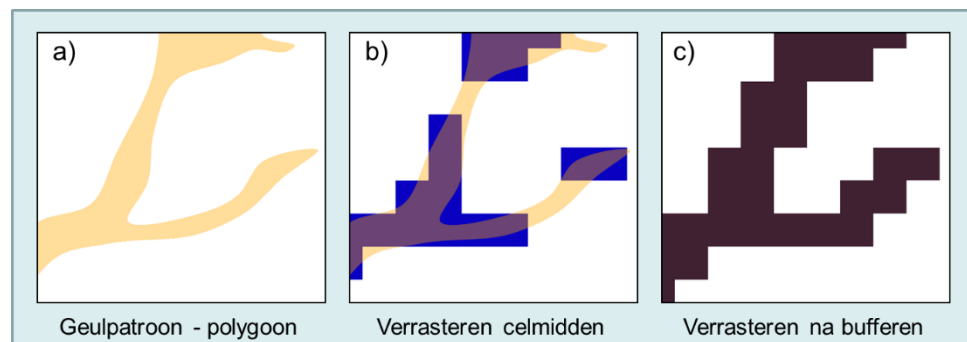 a)
b)
c)
Geulpatroon - polygoon
Verrasteren celmidden
Verrasteren na bufferen